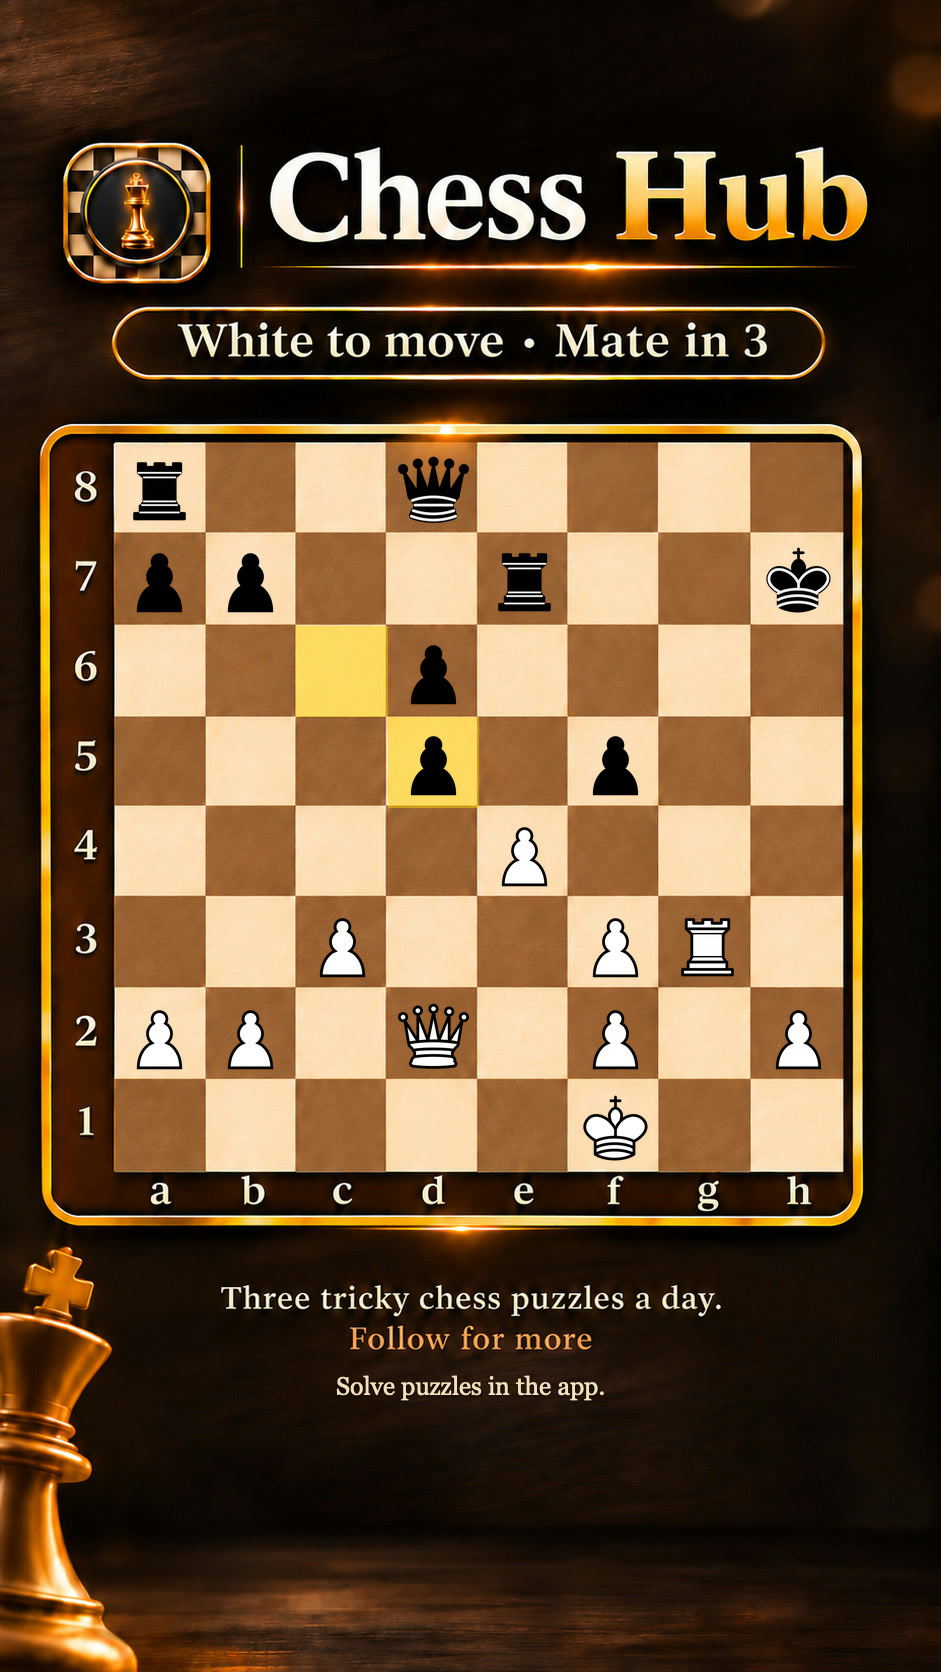 Chess Hub
White to move • Mate in 3
8
7
6
5
4
3
2
1
a b c d e f g h
Three tricky chess puzzles a day.
Follow for more
Solve puzzles in the app.